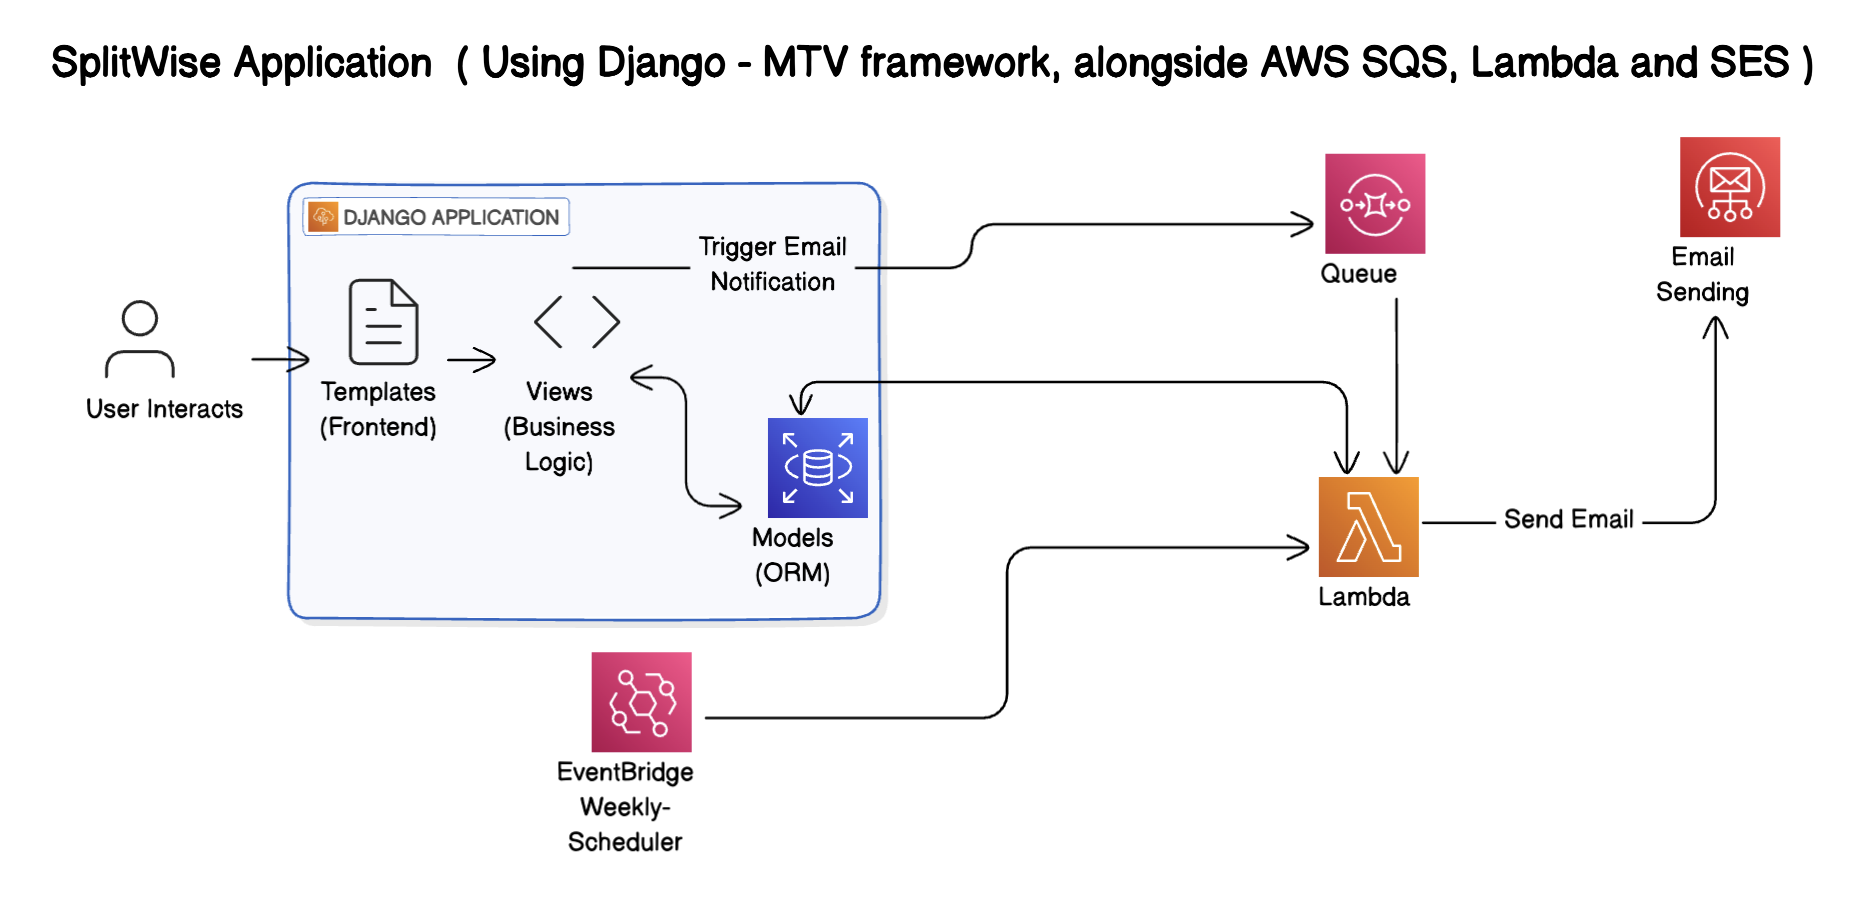 SplitWise Application ( Using Django - MTV framework, alongside AWS SQS, Lambda and SES )
DJANGO APPLICATION
Trigger Email
Notification
Queue
Email
Sending
User Interacts
Templates
(Frontend)
Views
(Business
Logic)
Models
(ORM)
Send Email
Lambda
EventBridge
Weekly-
Scheduler